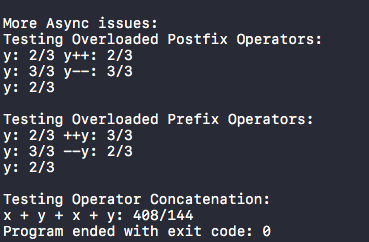 More Async issues:
Testing Overloaded Postfix Operators:
y: 2/3 y++: 2/3
y: 3/3 y--: 3/3
y: 2/3
Testing Overloaded Prefix Operators:
y: 2/3 ++y: 3/3
y: 3/3 --y: 2/3
y: 2/3
Testing Operator Concatenation:
x + y + x + y: 408/144
Program ended with exit code: 0